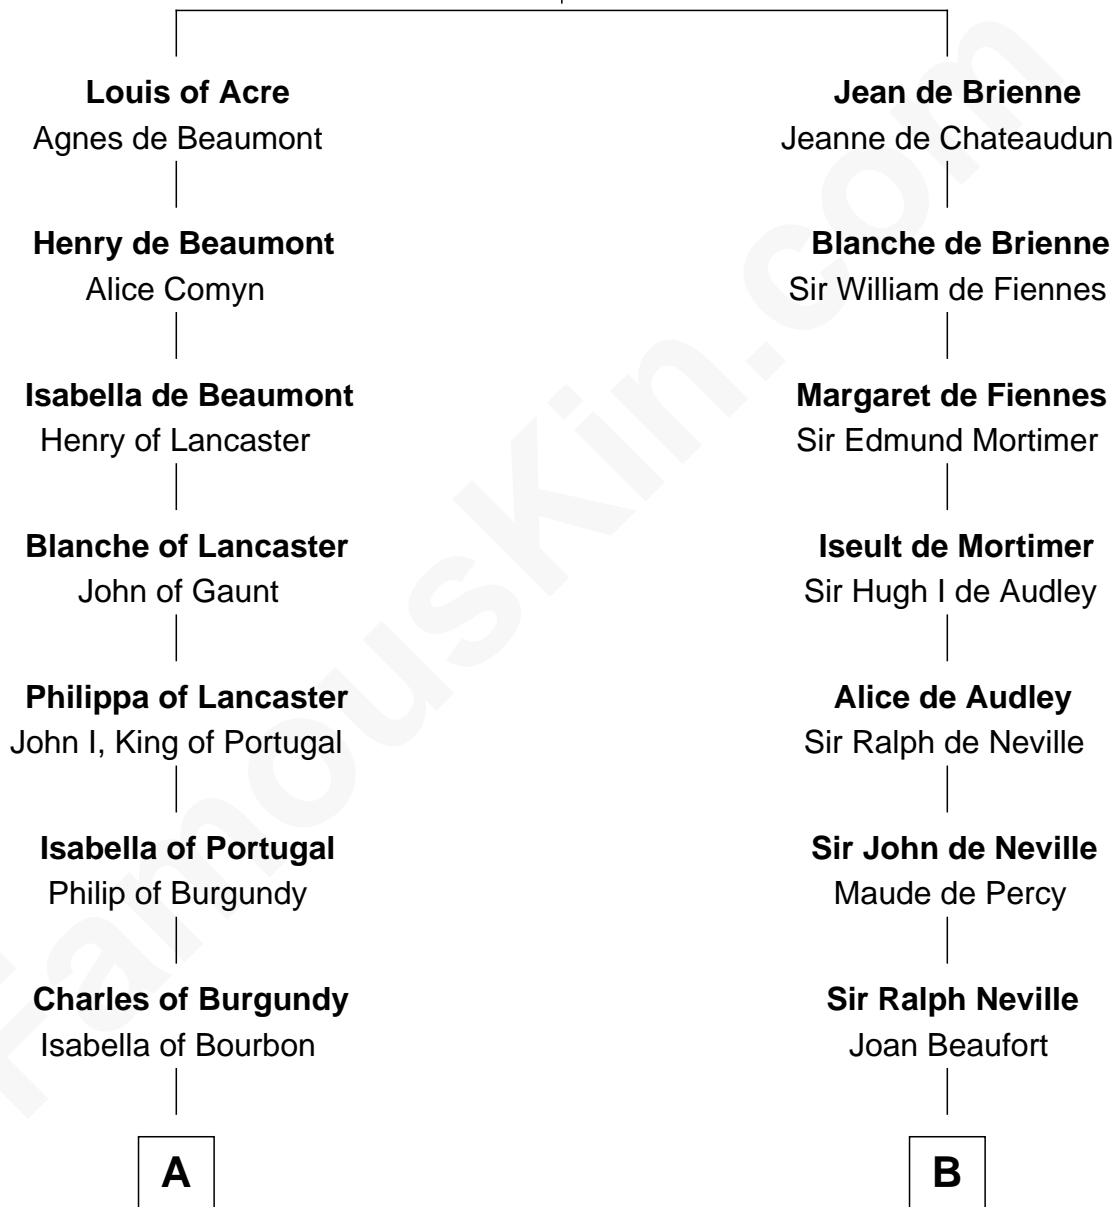 Louis of Acre
Agnes de Beaumont
Henry de Beaumont
Alice Comyn
Isabella de Beaumont
Henry of Lancaster
Blanche of Lancaster
John of Gaunt
Philippa of Lancaster
John I, King of Portugal
Isabella of Portugal
Philip of Burgundy
Charles of Burgundy
Isabella of Bourbon
A
Jean de Brienne
Jeanne de Chateaudun
Blanche de Brienne
Sir William de Fiennes
Margaret de Fiennes
Sir Edmund Mortimer
Iseult de Mortimer
Sir Hugh I de Audley
Alice de Audley
Sir Ralph de Neville
Sir John de Neville
Maude de Percy
Sir Ralph Neville
Joan Beaufort
B
FamousKin.com